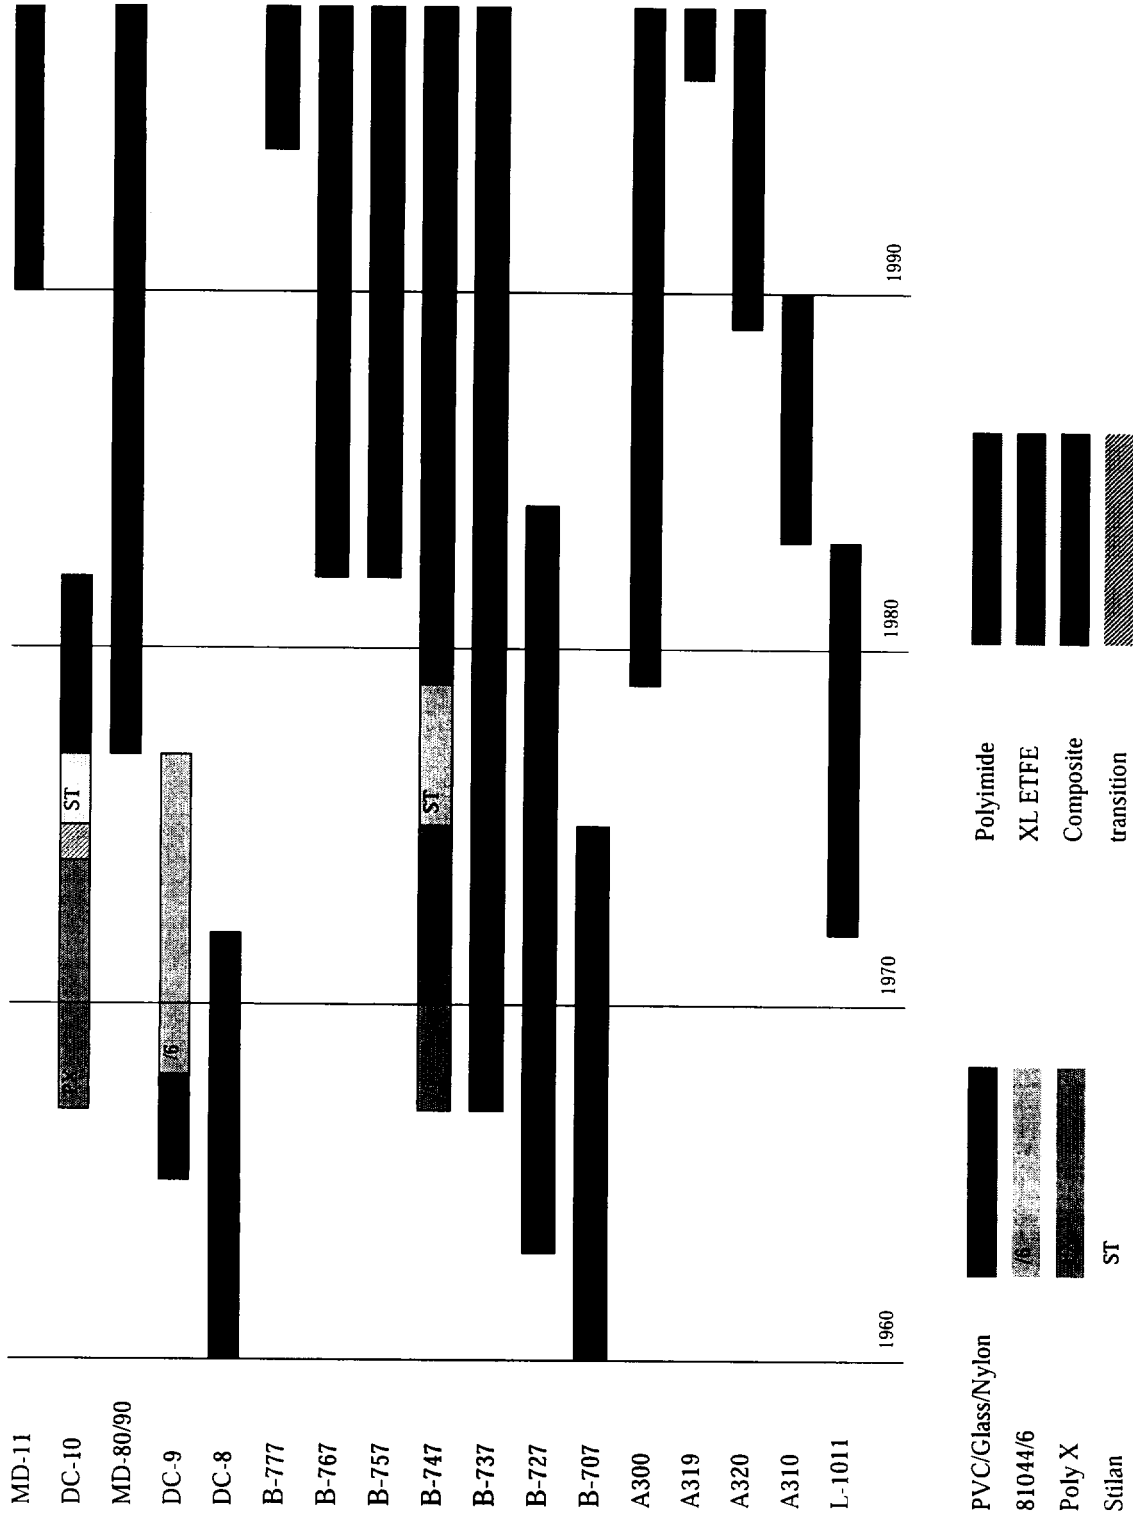 MD-11
DC-10
ST
MD-80/90
DC-9
/6
DC-8
B-777
B-767
B-757
B-747
ST
B-737
B-727
B-707
A300
A319
A320
A310
L-1011
1960
1970
1980
1990
PVC/Glass/Nylon
81044/6
/6
Poly X
Stilan
ST
Polyimide
XL ETFE
Composite
transition